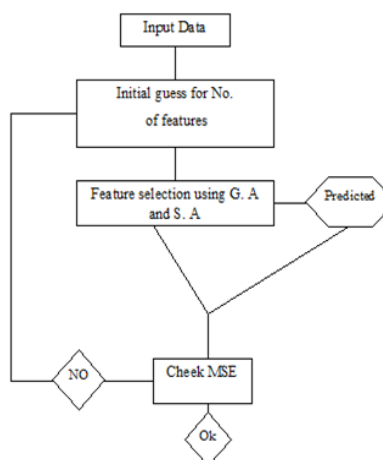 Input Data
Initial guess for No.
of features
Feature selection using G. A
and S. A
Predicted
Cheek MSE
NO
Ok